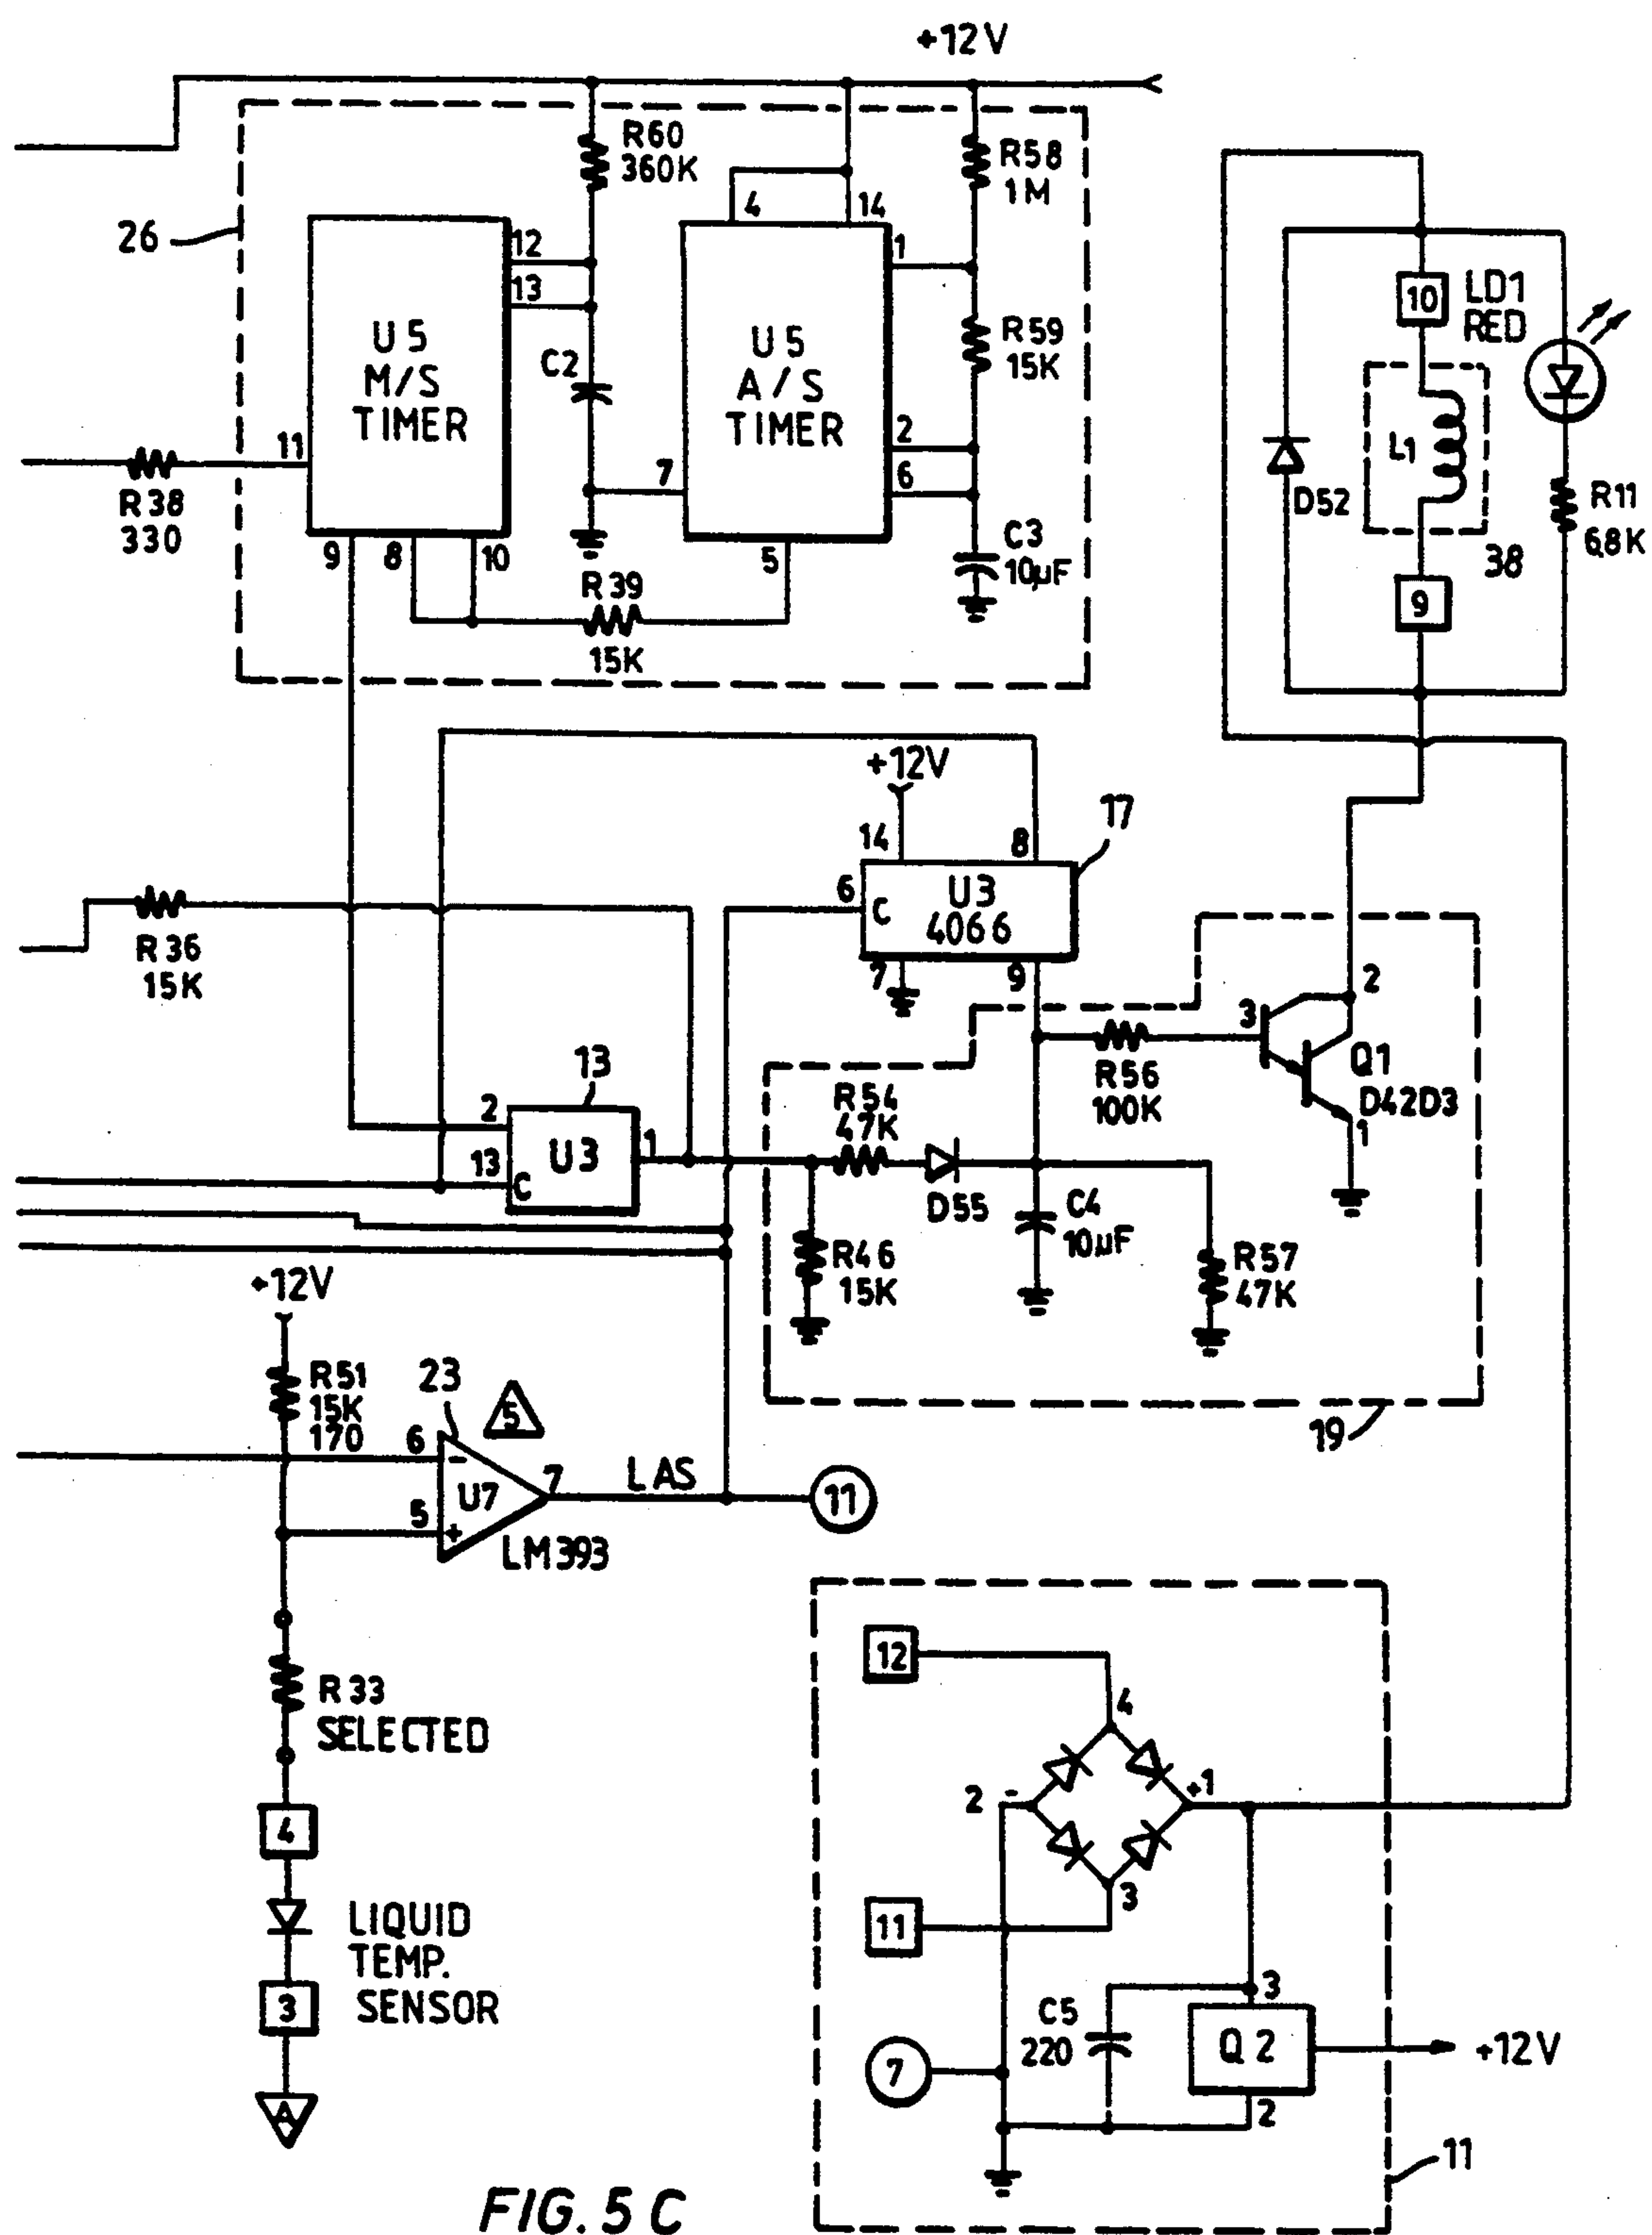 +12V
R60
360K
R58
1M
4
14
26
12
13
1
U5
M/S
TIMER
C2
U5
A/S
TIMER
R59
15K
10
LD1
RED
L1
D52
R11
6.8K
38
9
11
R38
330
7
2
6
9
8
10
R39
15K
5
C3
10µF
+12V
17
14
8
6
C
U3
4066
7
9
R36
15K
2
3
Q1
D42D3
1
R56
100K
13
2
13
C
U3
1
R54
47K
D55
C4
10µF
R46
15K
R57
47K
19
+12V
R51
15K
170
23
5
6
-
U7
5
+
7
LAS
11
LM393
R33
SELECTED
4
LIQUID
TEMP.
SENSOR
3
A
12
4
2
-
+1
11
3
C5
220
3
Q2
+12V
7
2
11
FIG. 5C